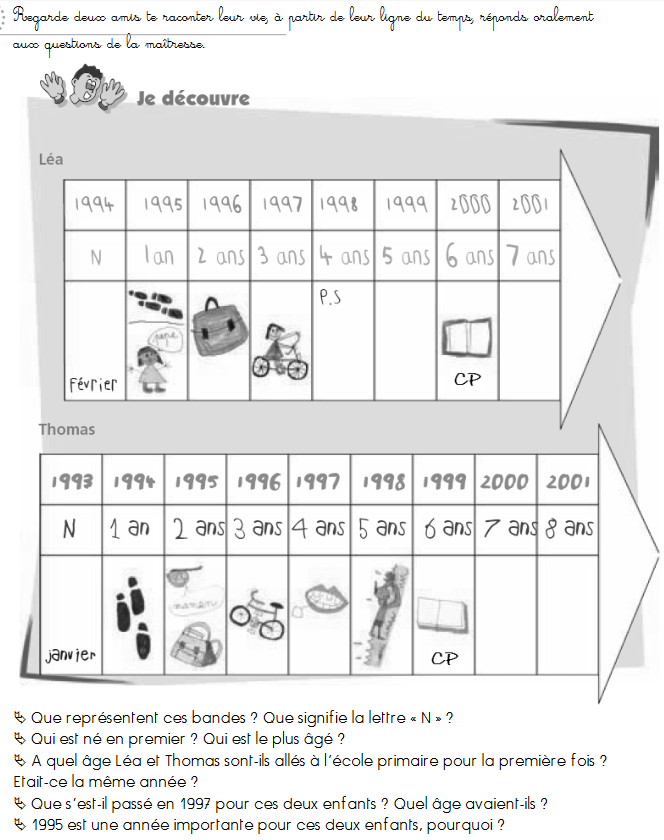 Regarde deux amis te raconter leur vie, à partir de leur ligne du temps, réponds oralement
aux questions de la maîtresse.
Je découvre
Léa
1994 1995 1996 1997 1998 1999 2000 2001
N 1 an 2 ans 3 ans 4 ans 5 ans 6 ans 7 ans
P.S
papa
Février CP
Thomas
1993 1994 1995 1996 1997 1998 1999 2000 2001
N 1 an 2 ans 3 ans 4 ans 5 ans 6 ans 7 ans 8 ans
maman
janvier CP
Que représentent ces bandes ? Que signifie la lettre « N » ?
Qui est né en premier ? Qui est le plus âgé ?
A quel âge Léa et Thomas sont-ils allés à l'école primaire pour la première fois ?
Etait-ce la même année ?
Que s'est-il passé en 1997 pour ces deux enfants ? Quel âge avaient-ils ?
1995 est une année importante pour ces deux enfants, pourquoi ?